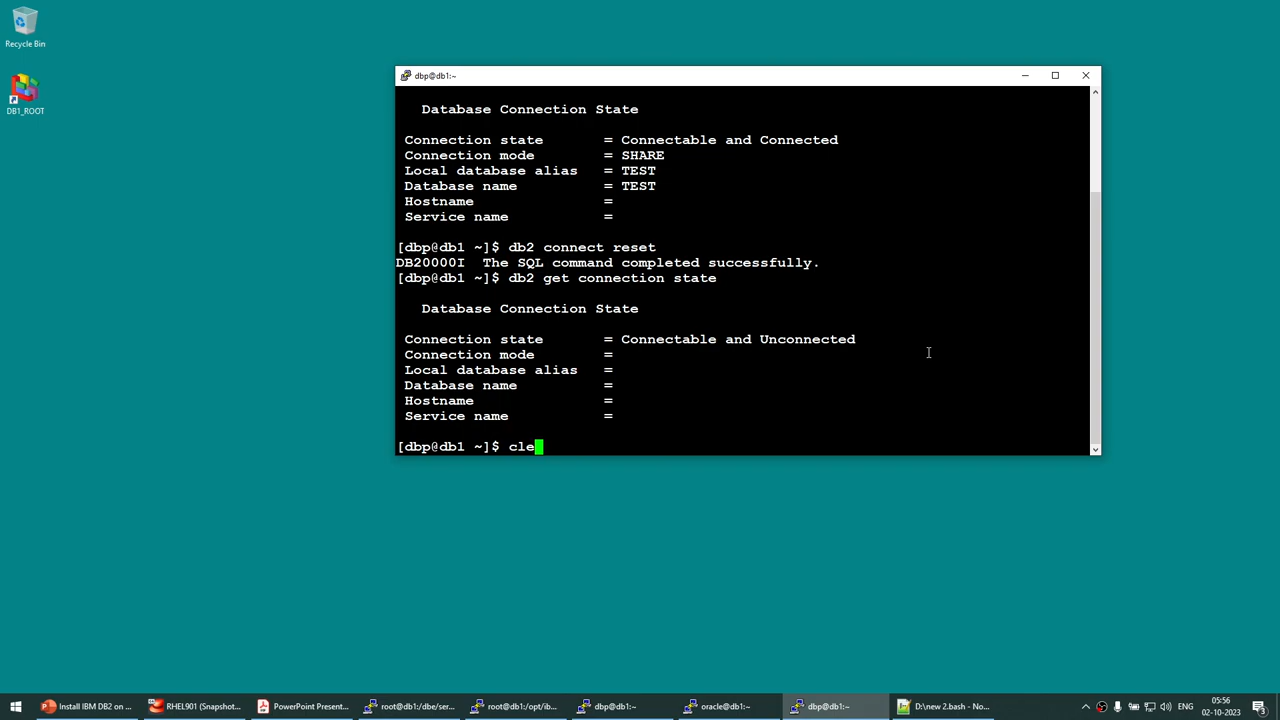 Recycle Bin
DB1_ROOT
dbp@db1:~
Database Connection State
Connection state = Connectable and Connected
Connection mode = SHARE
Local database alias = TEST
Database name = TEST
Hostname =
Service name =
[dbp@db1 ~]$ db2 connect reset
DB20000I The SQL command completed successfully.
[dbp@db1 ~]$ db2 get connection state
Database Connection State
Connection state = Connectable and Unconnected
Connection mode =
Local database alias =
Database name =
Hostname =
Service name =
[dbp@db1 ~]$ cle
Install IBM DB2 on ...
RHEL901 (Snapshot...
PowerPoint Present...
root@db1:/dbe/ser...
root@db1:/opt/ib...
dbp@db1:~
oracle@db1:~
dbp@db1:~
D:\new 2.bash - No...
ENG
05:56
02-10-2023